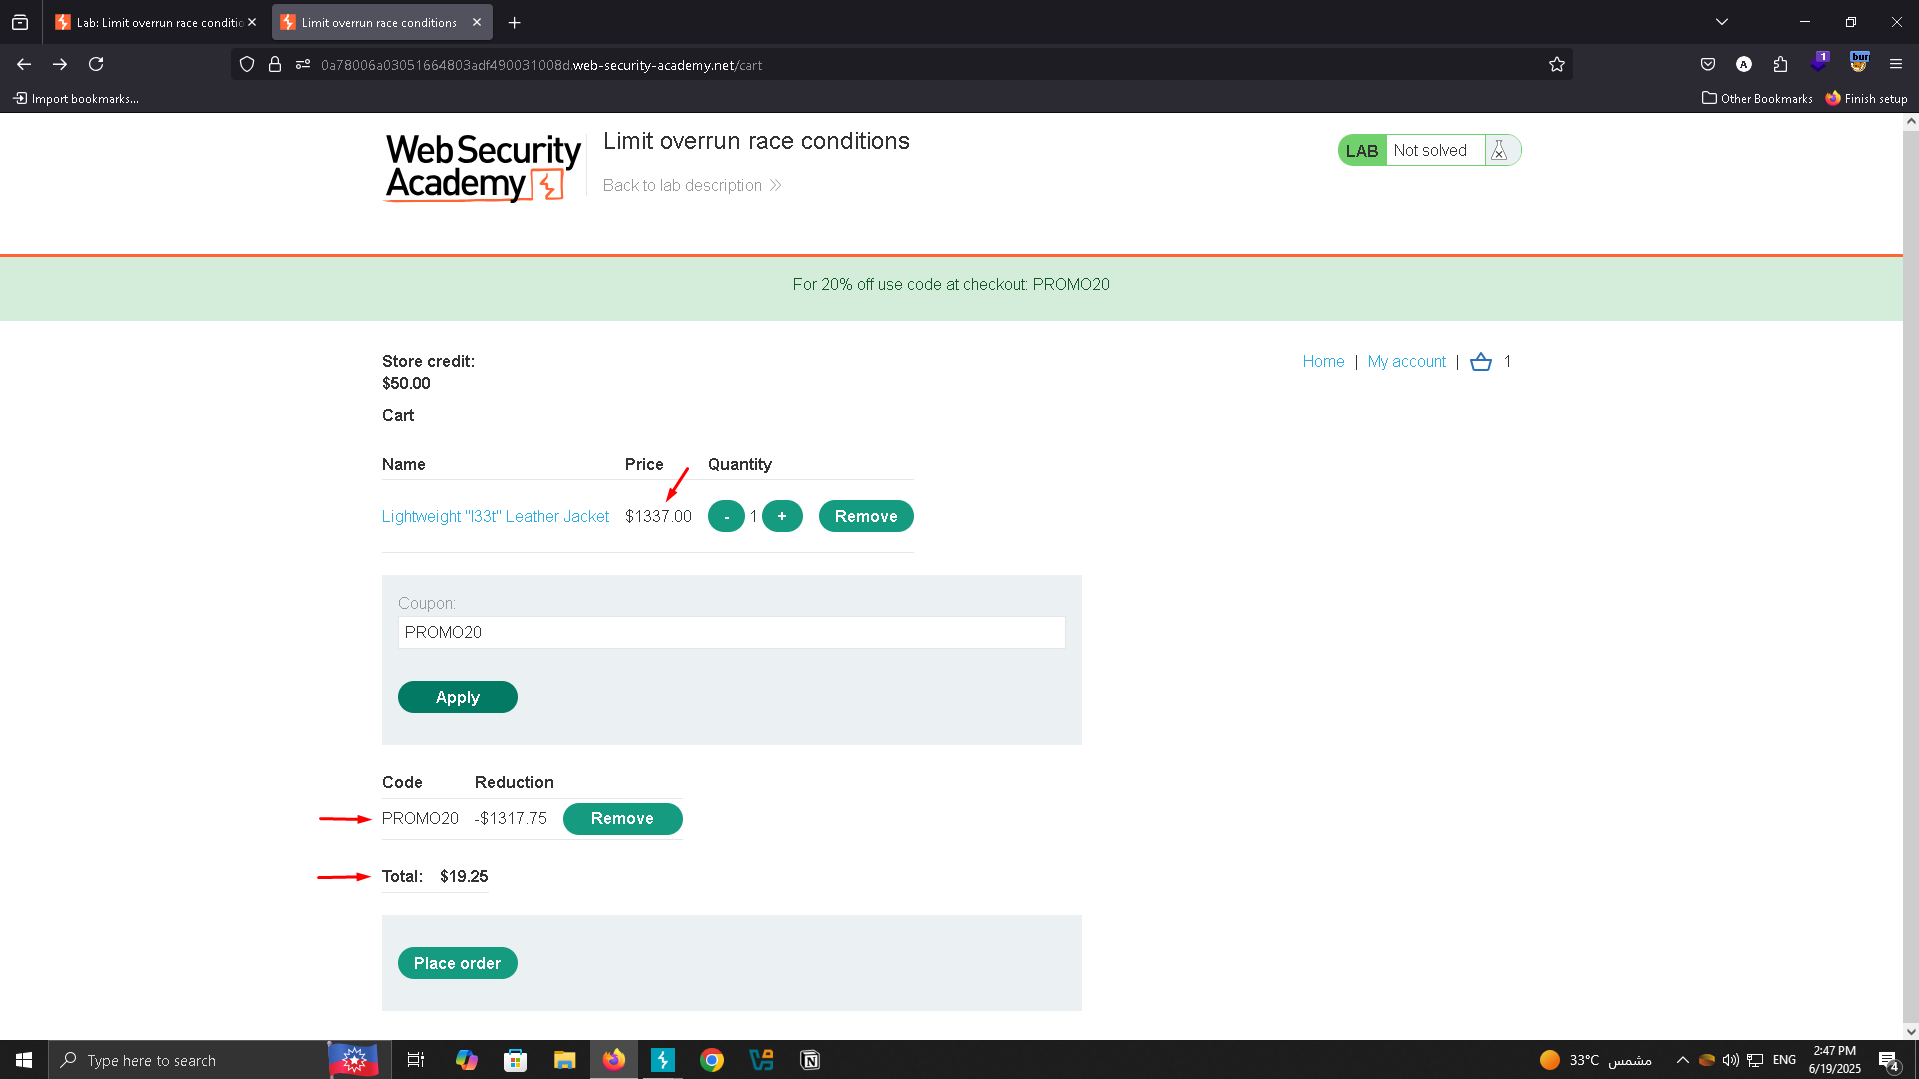 Lab: Limit overrun race conditio
Limit overrun race conditions
0a78006a03051664803adf490031008d.web-security-academy.net/cart
1
bur
Import bookmarks...
Other Bookmarks
Finish setup
Web Security
Academy
Limit overrun race conditions
Back to lab description
LAB
Not solved
For 20% off use code at checkout: PROMO20
Store credit:
$50.00
Home | My account | 1
Cart
Name Price Quantity
Lightweight "l33t" Leather Jacket $1337.00 - 1 + Remove
Coupon:
PROMO20
Apply
Code Reduction
PROMO20 -$1317.75 Remove
Total: $19.25
Place order
Type here to search
33°C مشمس
ENG
2:47 PM
6/19/2025
4